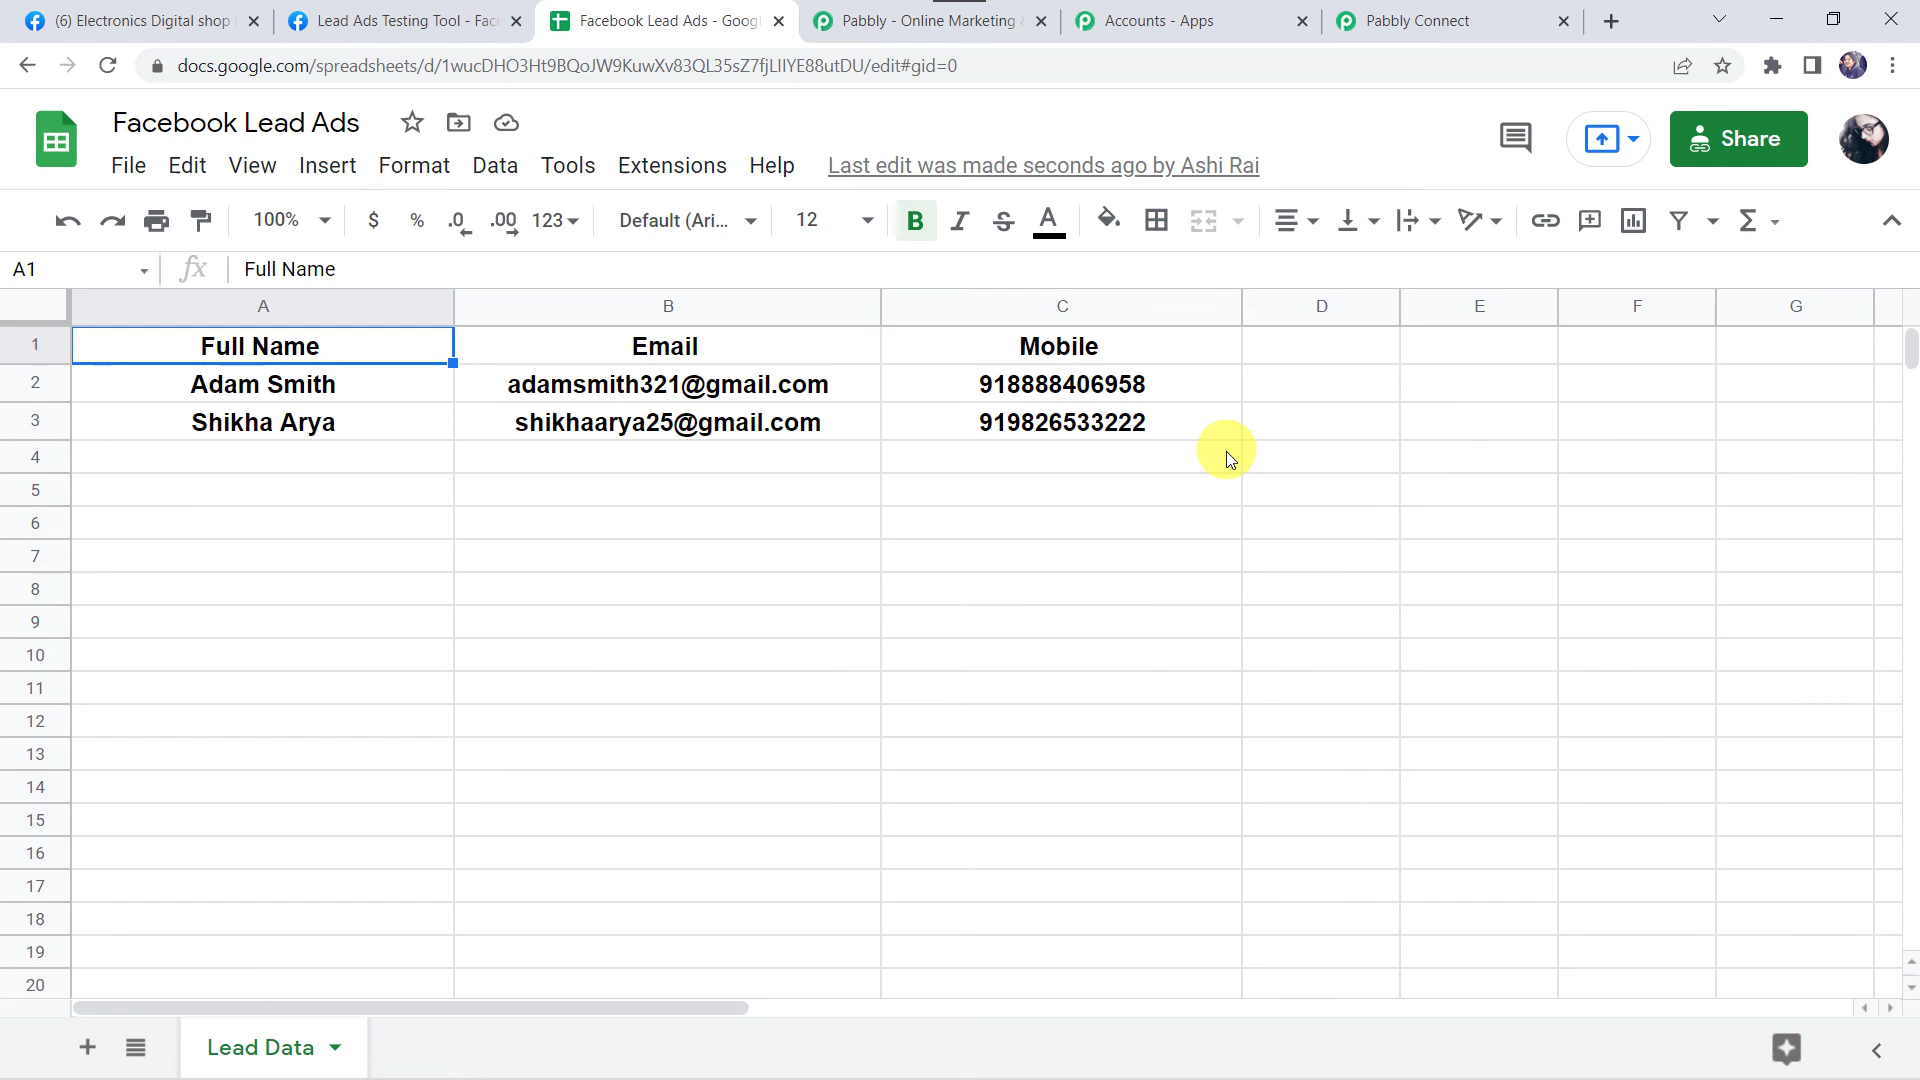 (6) Electronics Digital shop
Lead Ads Testing Tool - Fac
Facebook Lead Ads - Goog
Pabbly - Online Marketing
Accounts - Apps
Pabbly Connect
docs.google.com/spreadsheets/d/1wucDHO3Ht9BQoJW9KuwXv83QL35sZ7fjLIIYE88utDU/edit#gid=0
Facebook Lead Ads
File Edit View Insert Format Data Tools Extensions Help Last edit was made seconds ago by Ashi Rai
Share
100% $ % .0 .00 123 Default (Ari... 12 B I S A
A1 fx Full Name
A B C D E F G
1 Full Name Email Mobile
2 Adam Smith adamsmith321@gmail.com 918888406958
3 Shikha Arya shikhaarya25@gmail.com 919826533222
4
5
6
7
8
9
10
11
12
13
14
15
16
17
18
19
20
Lead Data